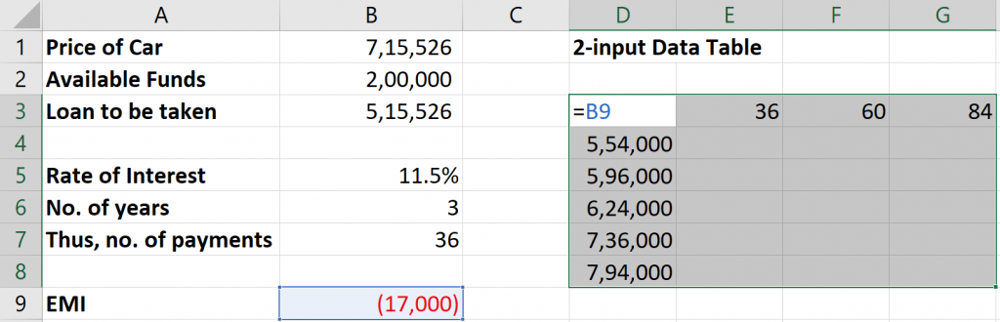 A B C D E F G
1 Price of Car 7,15,526 2-input Data Table
2 Available Funds 2,00,000
3 Loan to be taken 5,15,526 =B9 36 60 84
4 5,54,000
5 Rate of Interest 11.5% 5,96,000
6 No. of years 3 6,24,000
7 Thus, no. of payments 36 7,36,000
8 7,94,000
9 EMI (17,000)